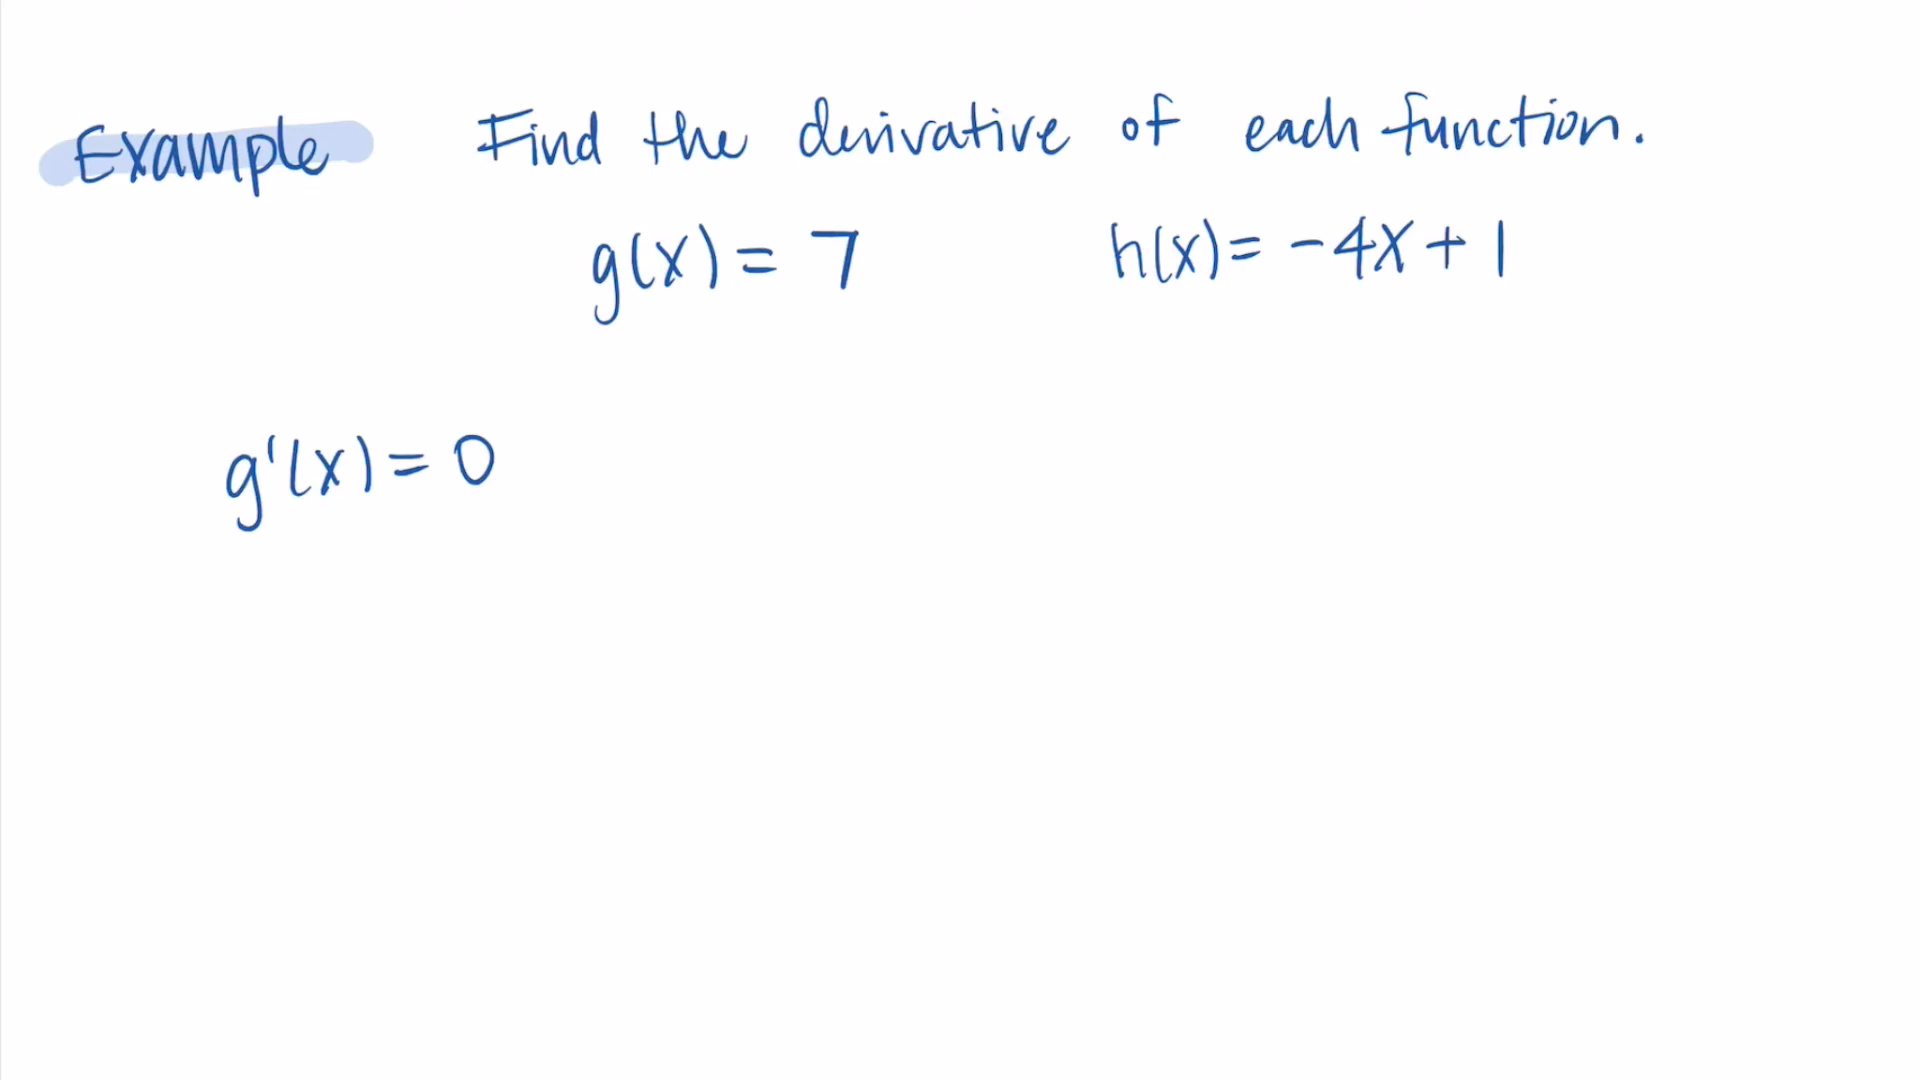 Example Find the derivative of each function.
g(x) = 7 h(x) = -4x + 1
g'(x) = 0